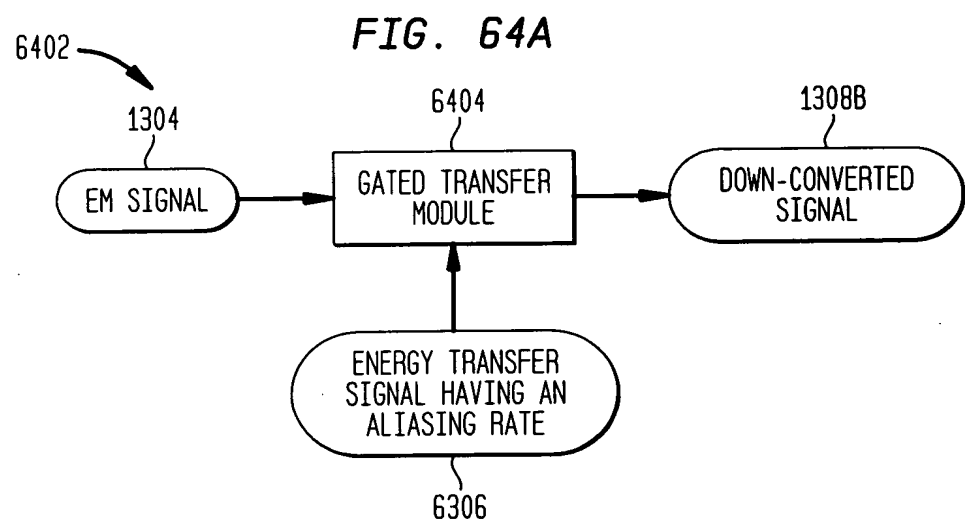 FIG. 64A
6402
1304
6404
1308B
EM SIGNAL
GATED TRANSFER
MODULE
DOWN-CONVERTED
SIGNAL
ENERGY TRANSFER
SIGNAL HAVING AN
ALIASING RATE
6306